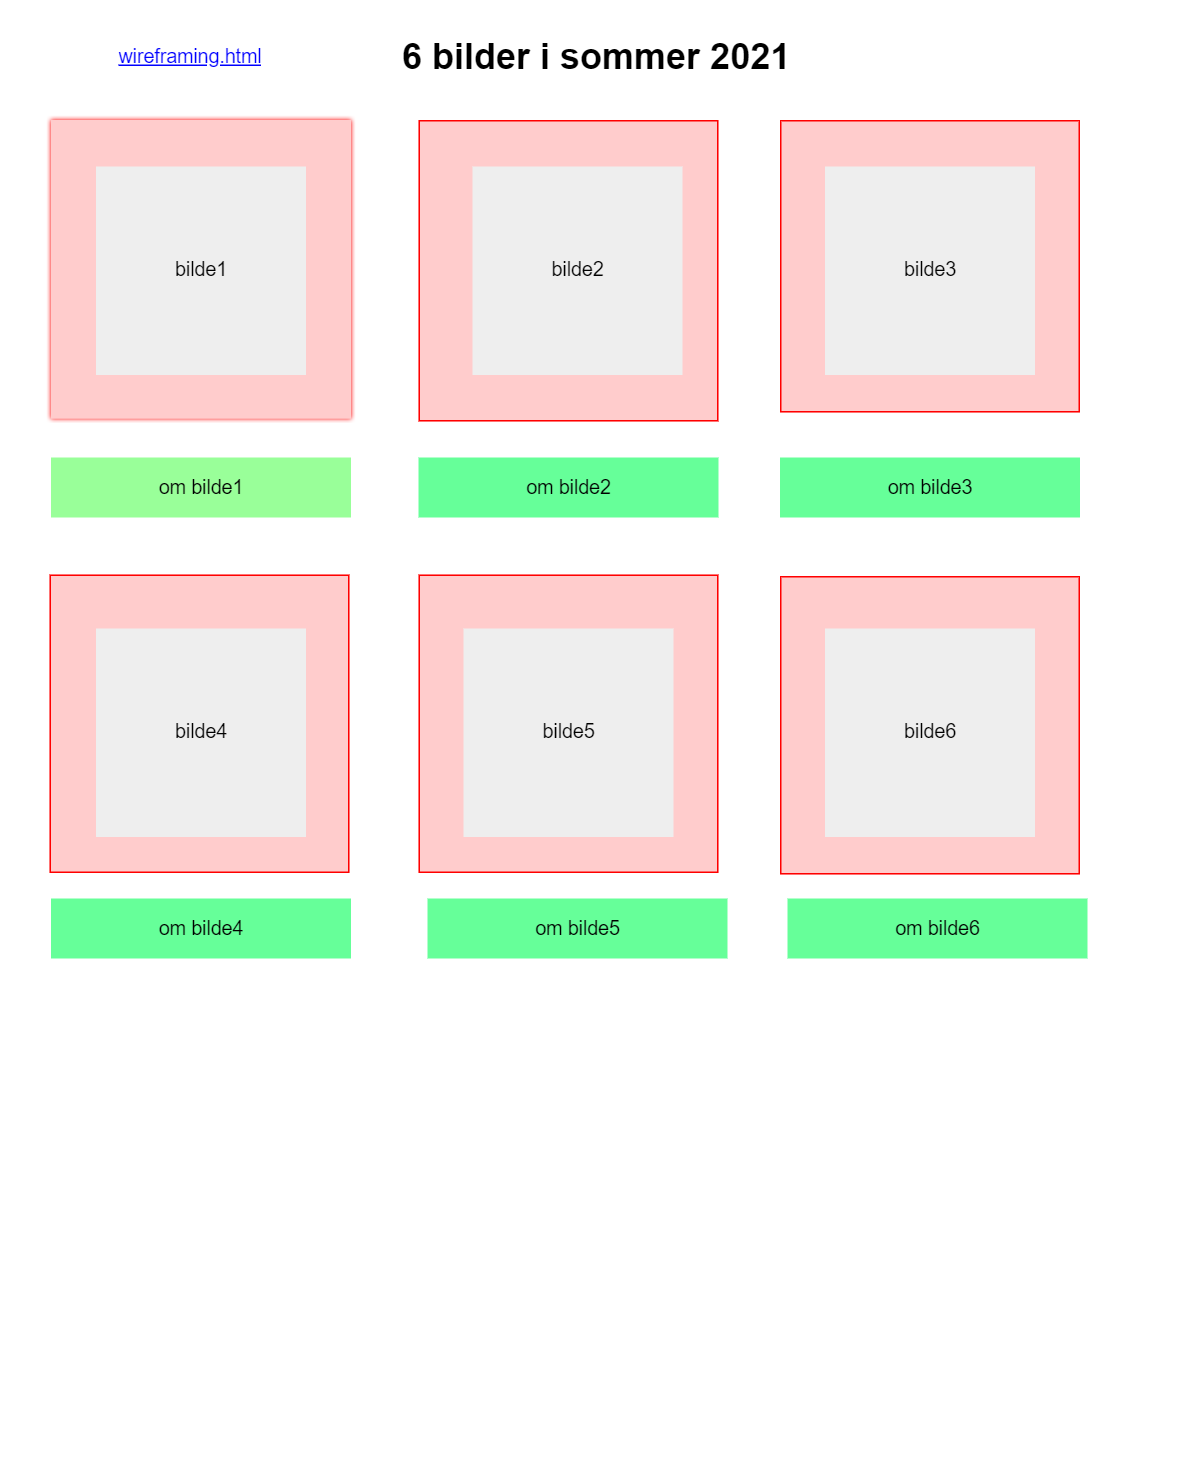 wireframing.html
6 bilder i sommer 2021
bilde1
bilde2
bilde3
om bilde1
om bilde2
om bilde3
bilde4
bilde5
bilde6
om bilde4
om bilde5
om bilde6